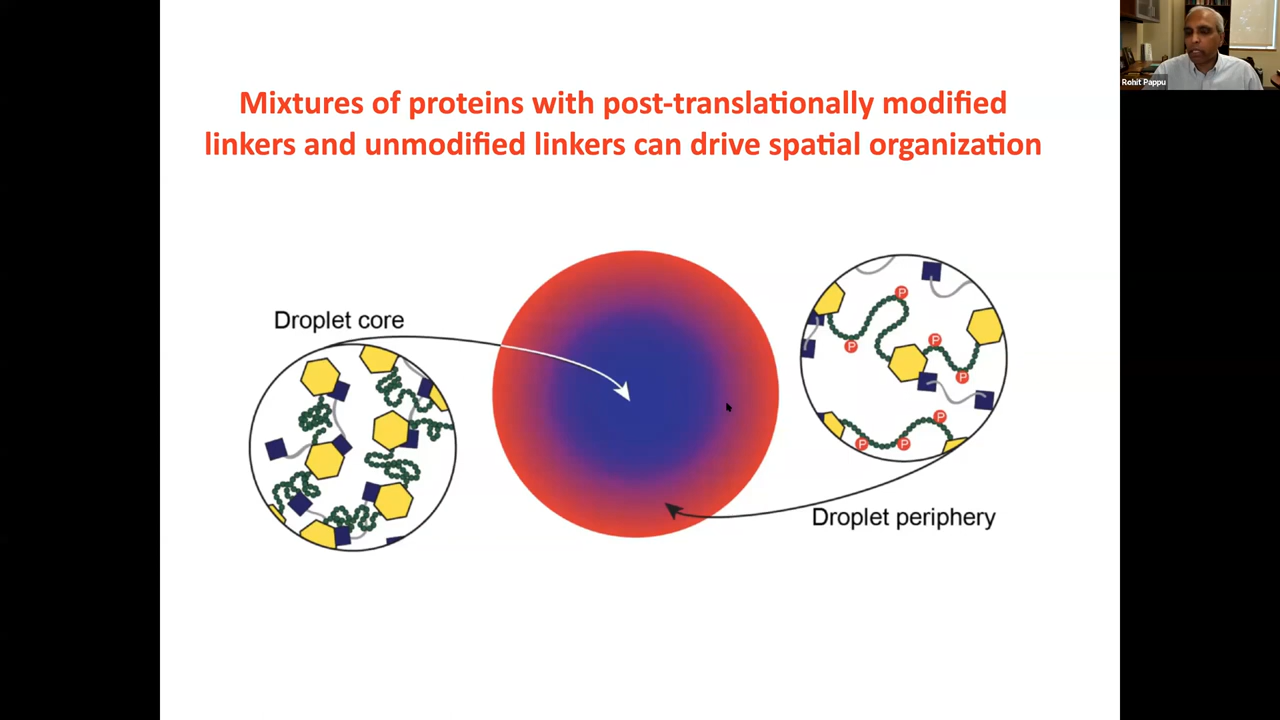 Rohit Pappu
Mixtures of proteins with post-translationally modified
linkers and unmodified linkers can drive spatial organization
Droplet core
P
P
P
P
P
P
P
Droplet periphery